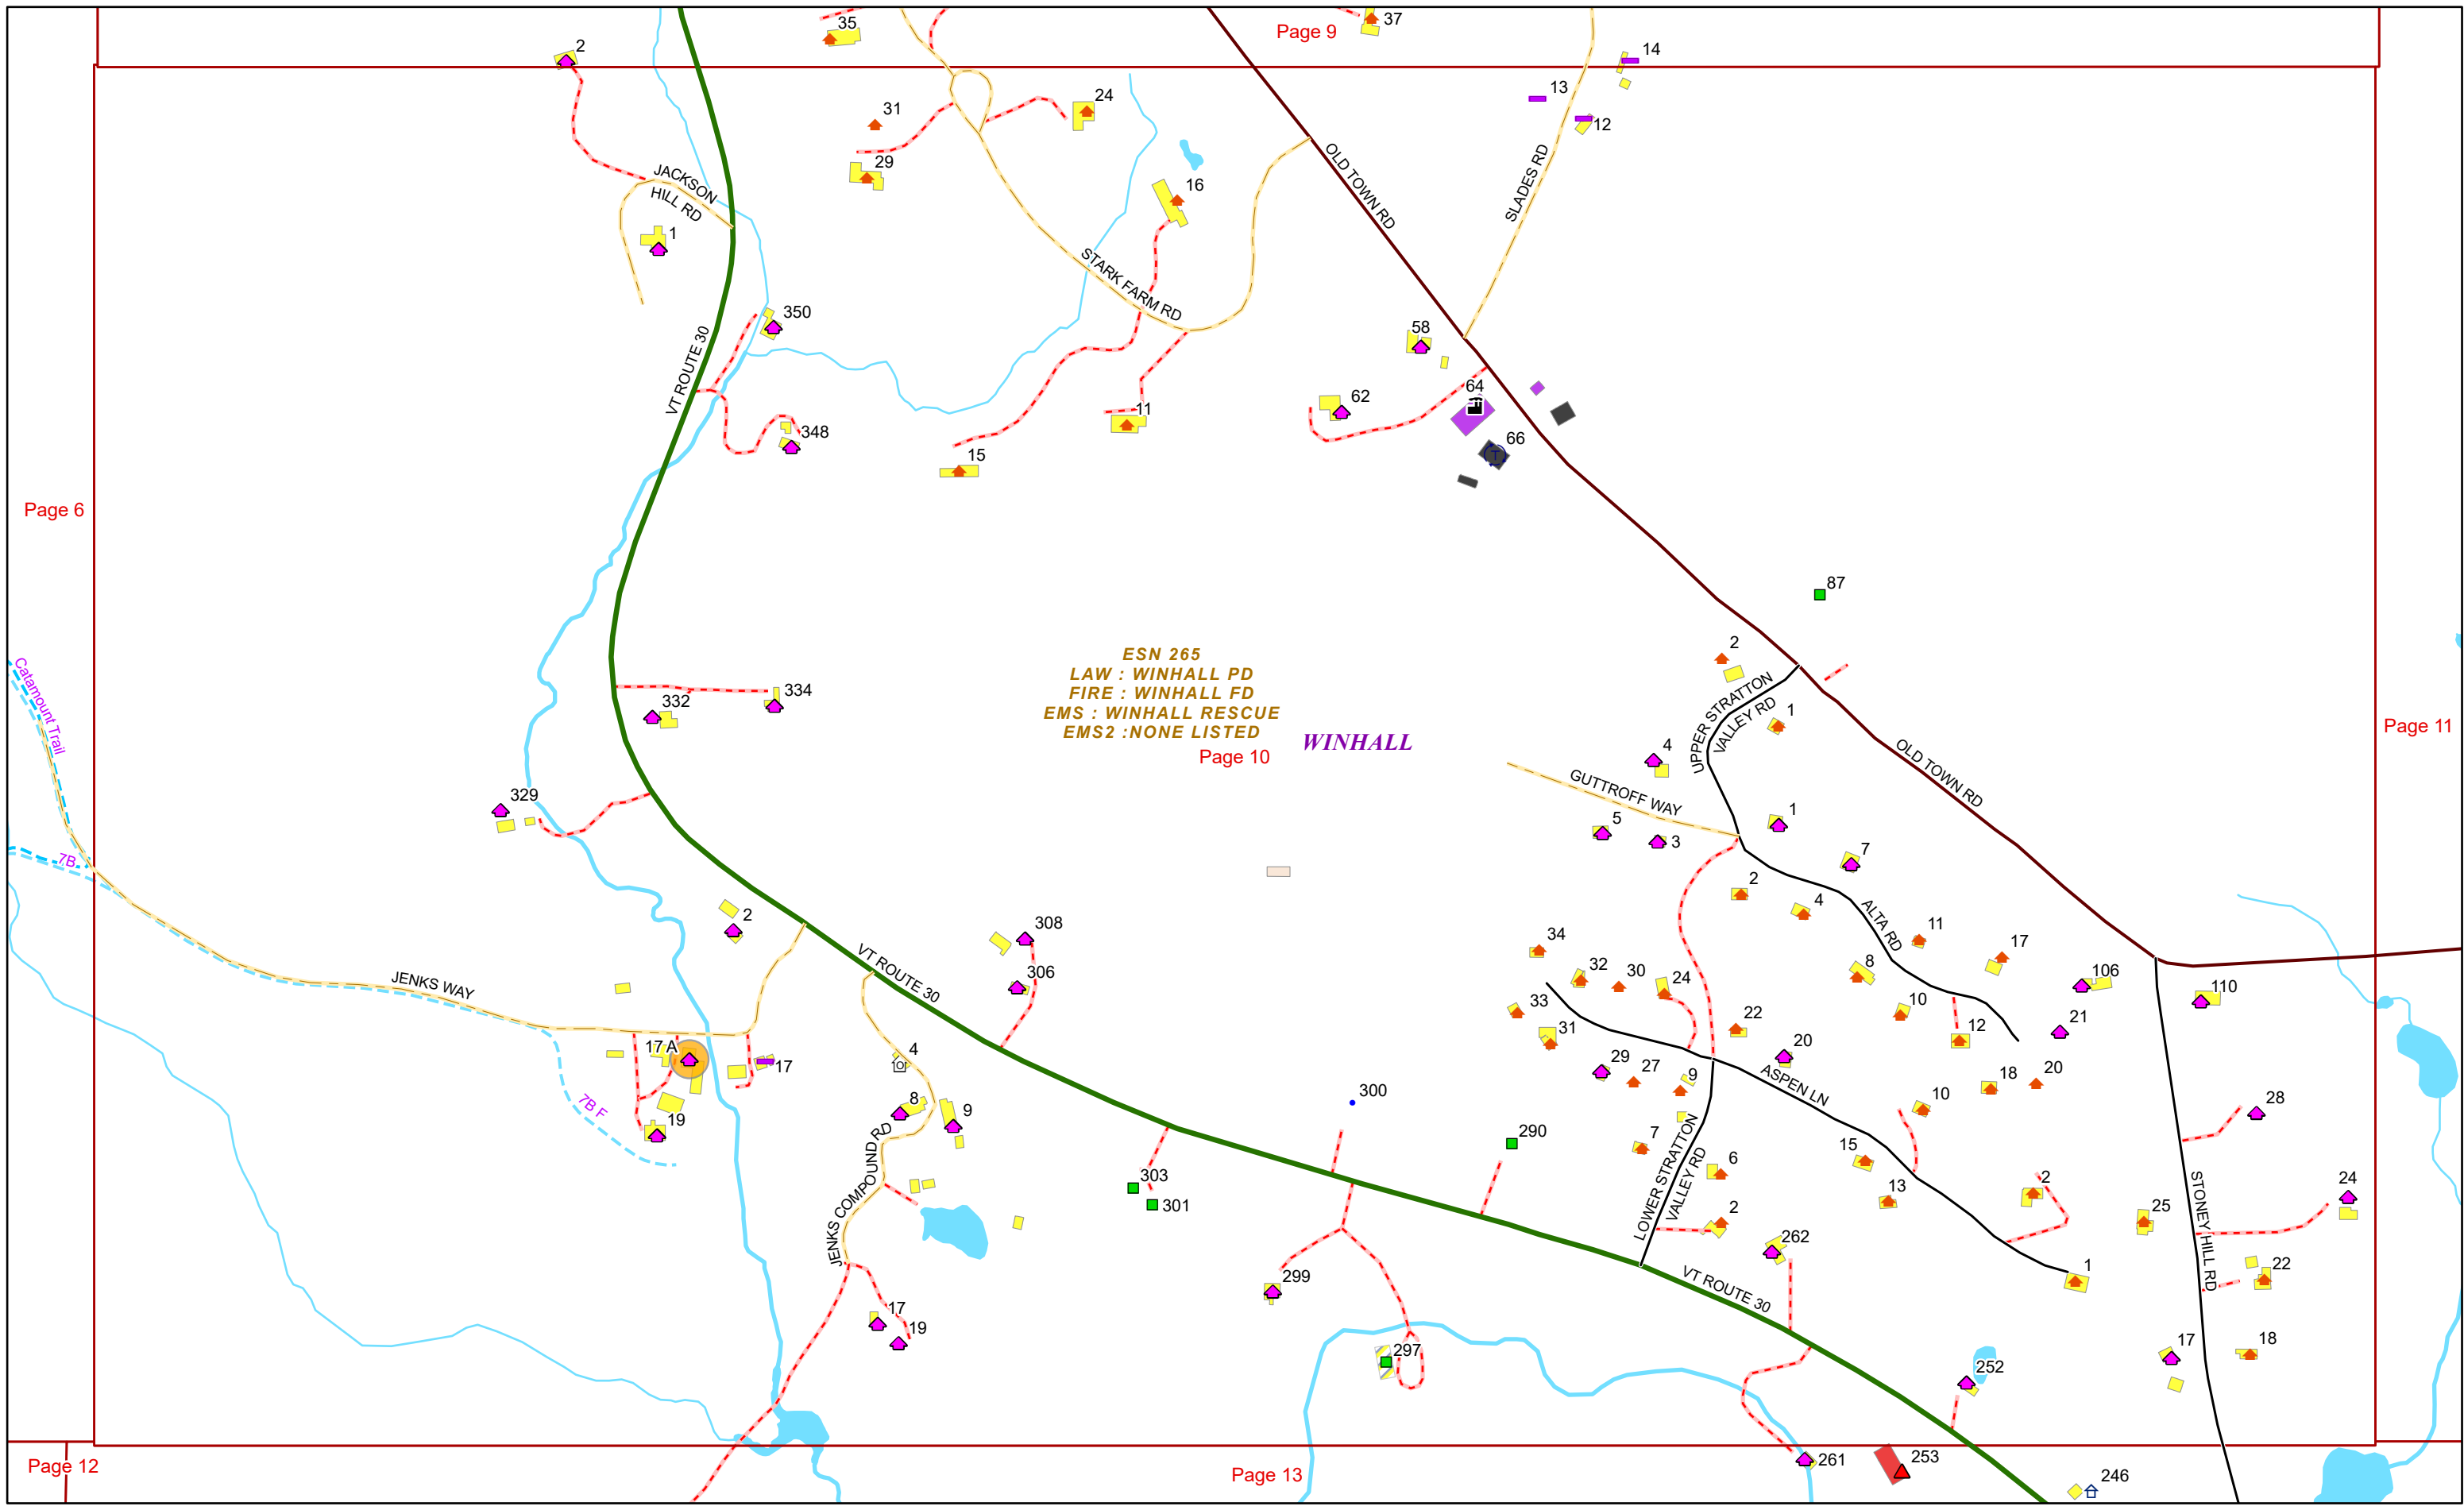 35
Page 9
37
2
14
13
12
31
24
29
16
JACKSON
HILL RD
1
OLD TOWN RD
SLADES RD
STARK FARM RD
350
VT ROUTE 30
58
62
64
11
348
66
15
Page 6
87
ESN 265
LAW : WINHALL PD
FIRE : WINHALL FD
EMS : WINHALL RESCUE
EMS2 :NONE LISTED
Page 10
WINHALL
2
UPPER STRATTON
VALLEY RD
1
Page 11
Catamount Trail
332
334
4
OLD TOWN RD
GUTTROFF WAY
329
5
3
1
7
7B
2
4
ALTA RD
2
308
306
VT ROUTE 30
34
32
30
24
33
31
11
17
8
10
12
106
110
21
JENKS WAY
22
20
17 A
17
4
29
27
9
ASPEN LN
18
20
10
28
300
8
9
7B F
19
290
7
LOWER STRATTON
VALLEY RD
6
15
13
2
2
JENKS COMPOUND RD
303
301
STONEY HILL RD
24
25
262
299
22
1
VT ROUTE 30
17
19
297
17
18
252
Page 12
Page 13
261
253
246
T